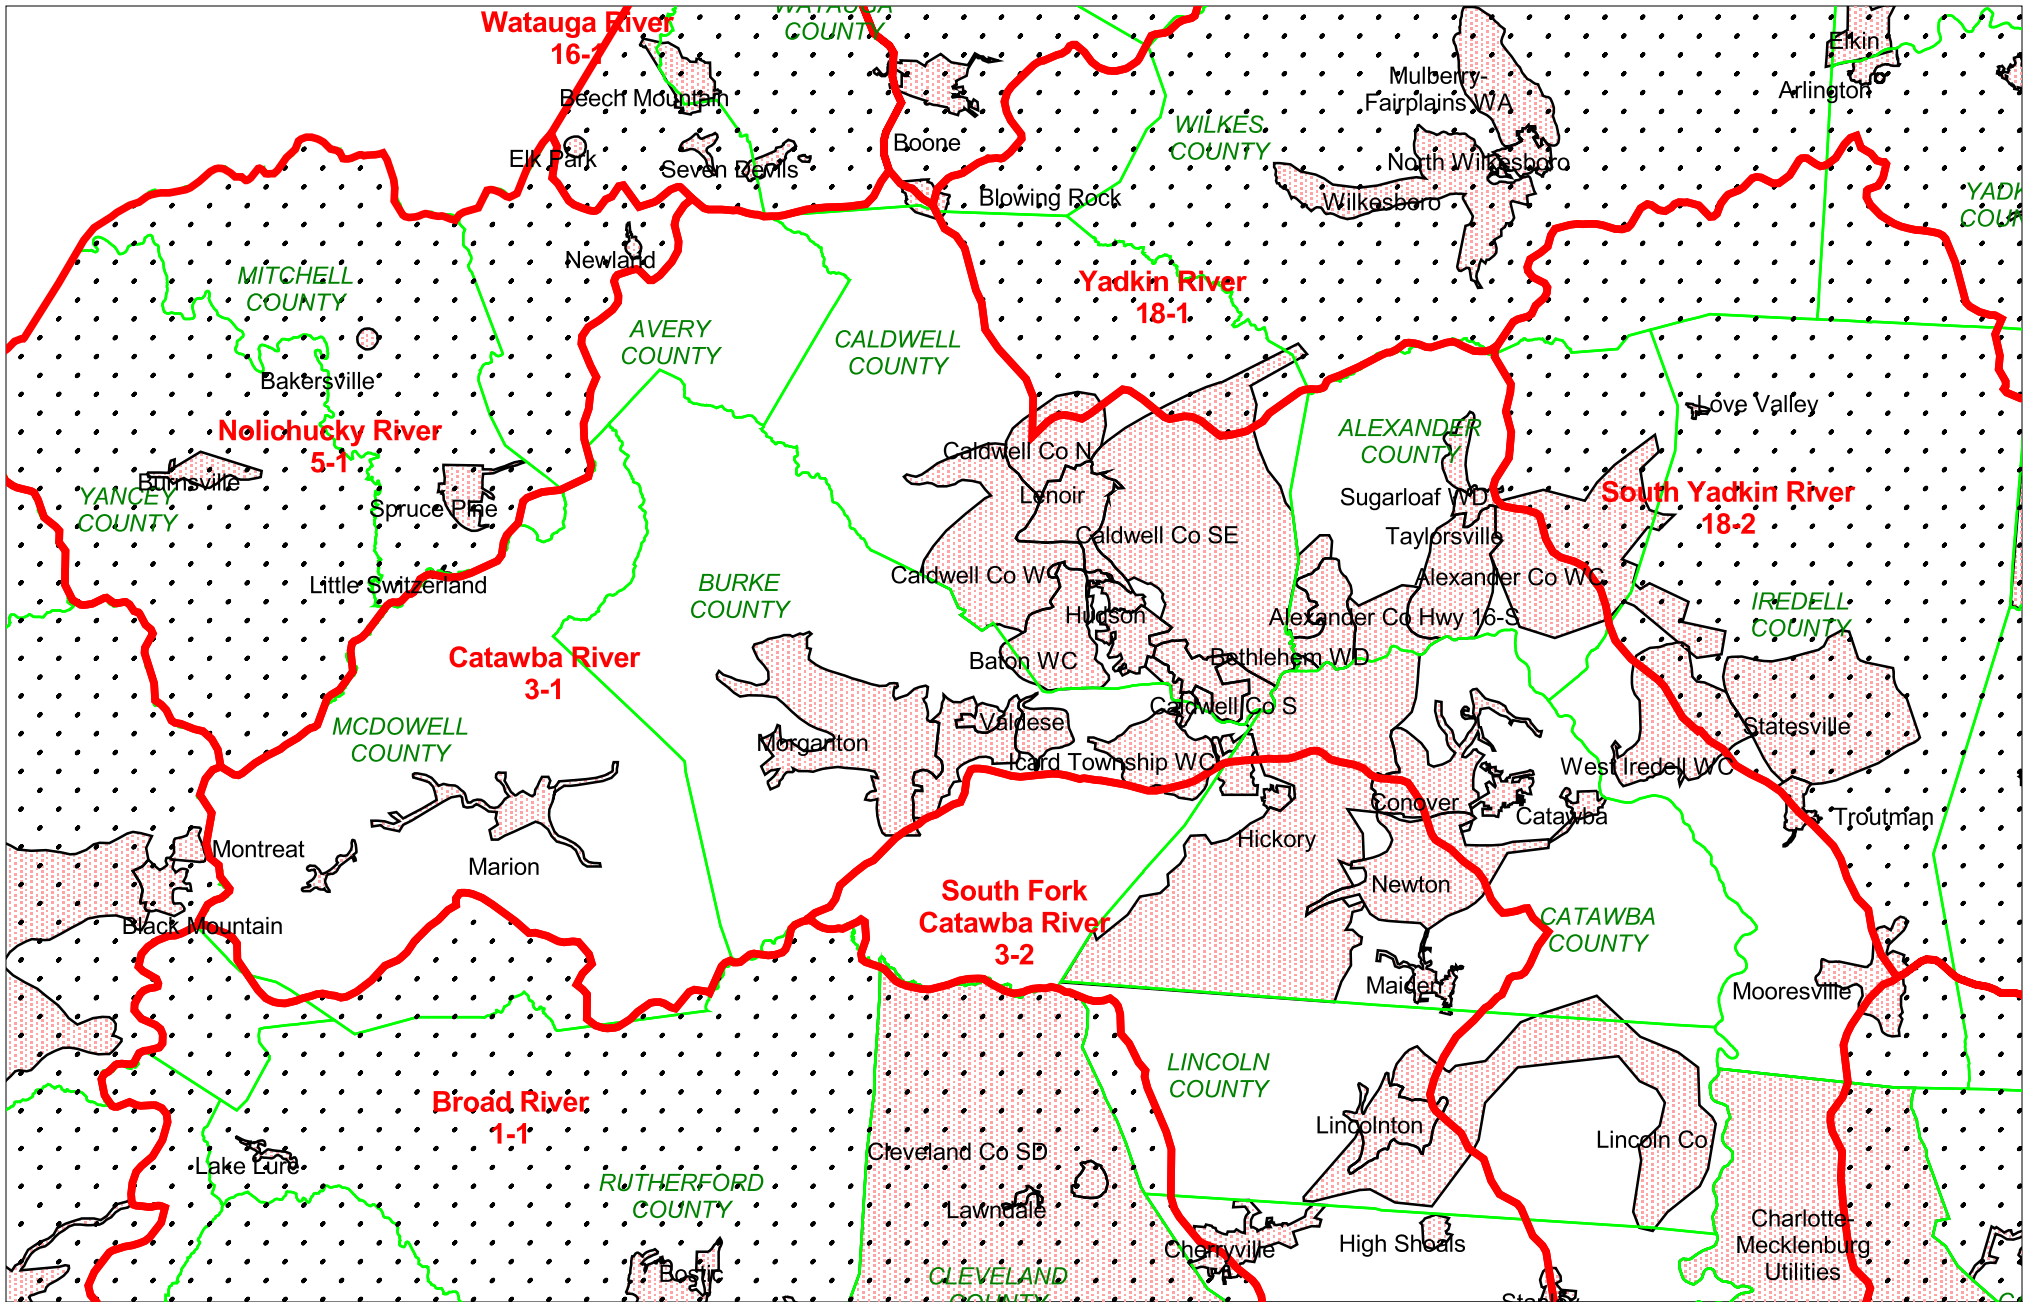 Watauga River
16-1
WATAUGA
COUNTY
Elkin
Mulberry-
Fairplains WA
Arlington
Beech Mountain
WILKES
COUNTY
Boone
Elk Park
Seven Devils
North Wilkesboro
Blowing Rock
Wilkesboro
Newland
MITCHELL
COUNTY
Yadkin River
18-1
AVERY
COUNTY
CALDWELL
COUNTY
Bakersville
Love Valley
Nolichucky River
5-1
ALEXANDER
COUNTY
Caldwell Co N
Burnsville
YANCEY
COUNTY
Spruce Pine
Lenoir
Sugarloaf WD
South Yadkin River
18-2
Caldwell Co SE
Taylorsville
Little Switzerland
BURKE
COUNTY
Caldwell Co W
Alexander Co WC
IREDELL
COUNTY
Hudson
Alexander Co Hwy 16-S
Catawba River
3-1
Baton WC
Bethlehem WD
MCDOWELL
COUNTY
Caldwell Co S
Valdese
Statesville
Morganton
Icard Township WC
West Iredell WC
Conover
Catawba
Troutman
Hickory
Montreat
Marion
Newton
South Fork
Catawba River
3-2
Black Mountain
CATAWBA
COUNTY
Maiden
Mooresville
LINCOLN
COUNTY
Broad River
1-1
Lincolnton
Lincoln Co
Cleveland Co SD
Lake Lure
RUTHERFORD
COUNTY
Lawndale
Cherryville
High Shoals
Charlotte-
Mecklenburg
Utilities
Bostic
CLEVELAND
COUNTY